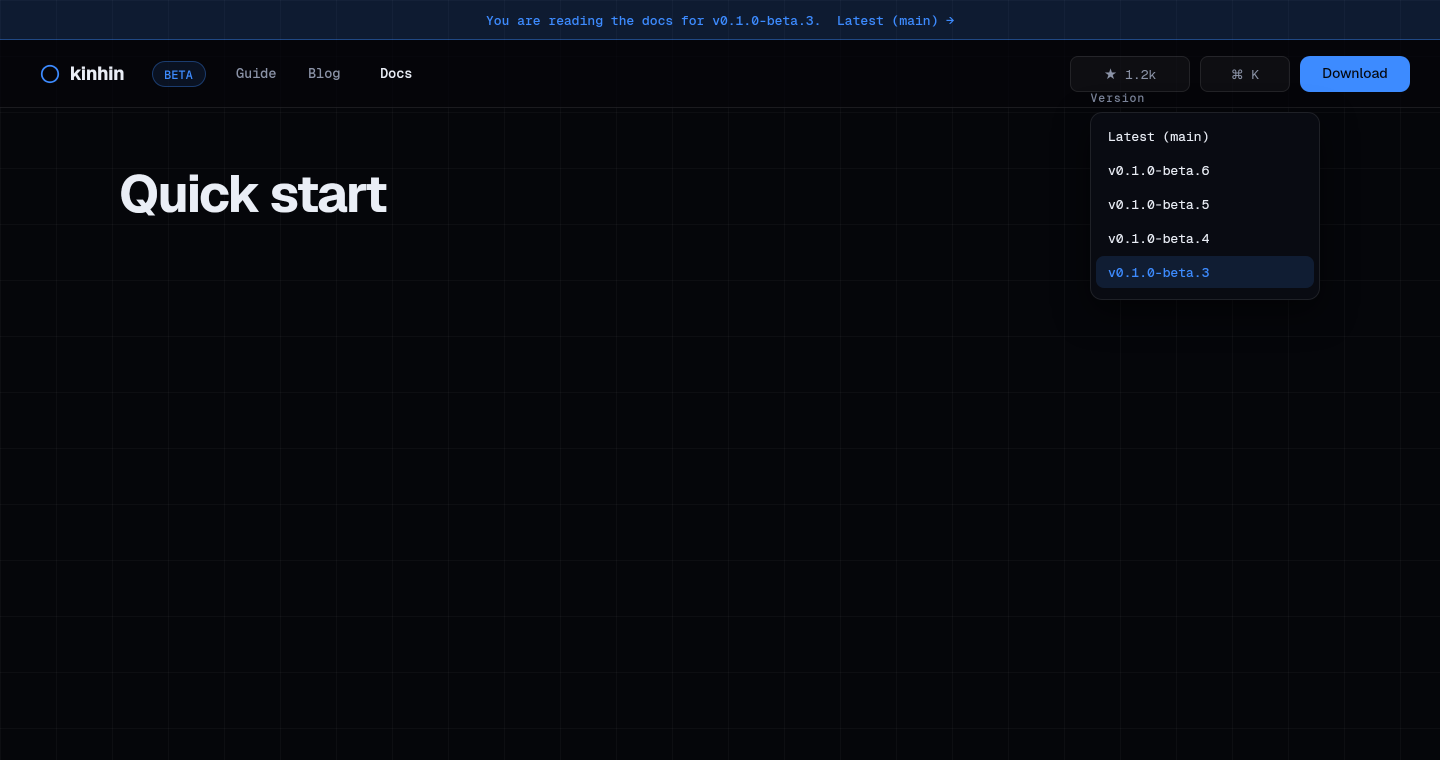 You are reading the docs for v0.1.0-beta.3. Latest (main) →
kinhin BETA Guide Blog Docs ★ 1.2k ⌘ K Download
Version
Latest (main)
v0.1.0-beta.6
v0.1.0-beta.5
v0.1.0-beta.4
v0.1.0-beta.3
Quick start